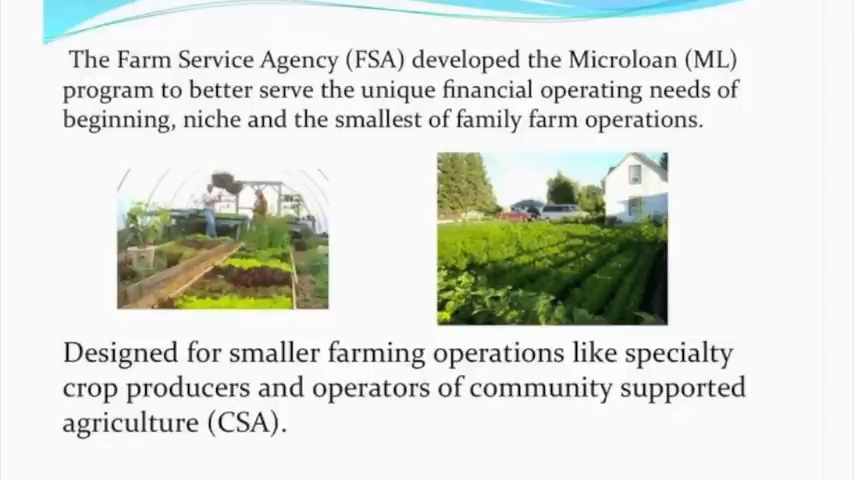 The Farm Service Agency (FSA) developed the Microloan (ML)
program to better serve the unique financial operating needs of
beginning, niche and the smallest of family farm operations.
Designed for smaller farming operations like specialty
crop producers and operators of community supported
agriculture (CSA).